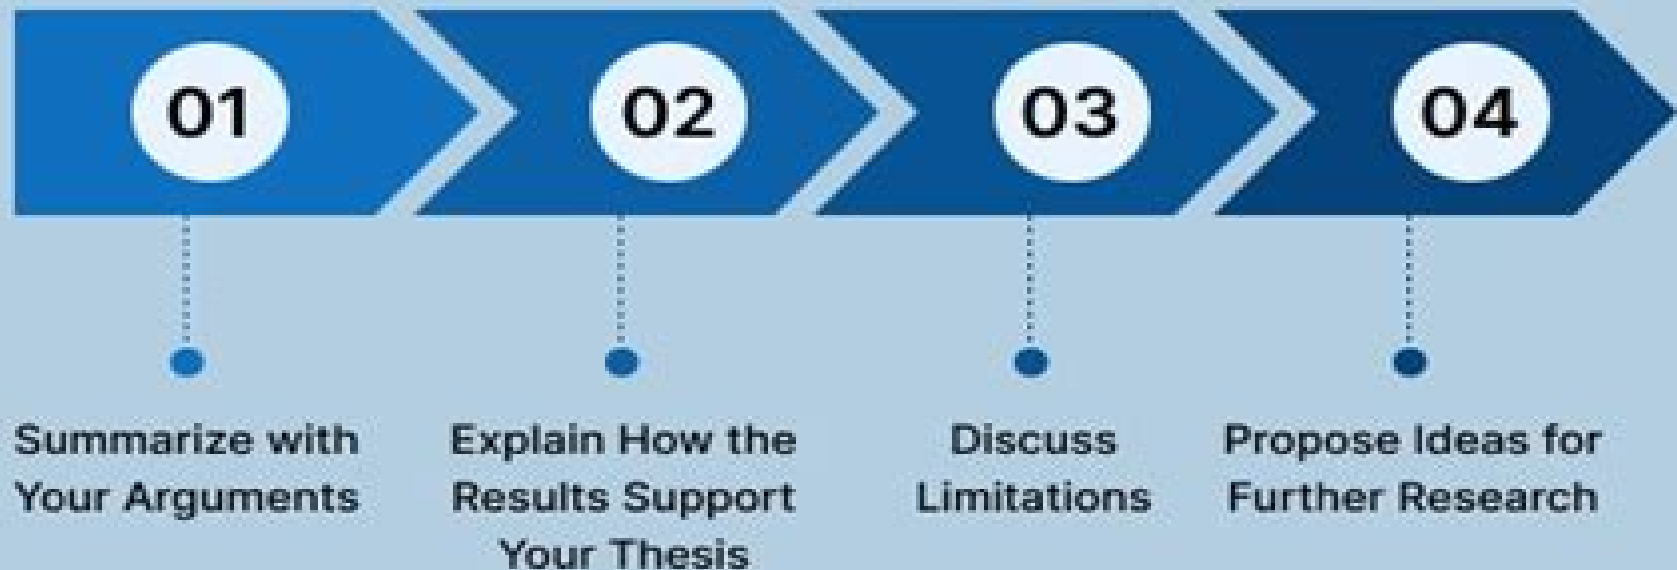 01
02
03
04
Summarize with
Your Arguments
Explain How the
Results Support
Your Thesis
Discuss
Limitations
Propose Ideas for
Further Research